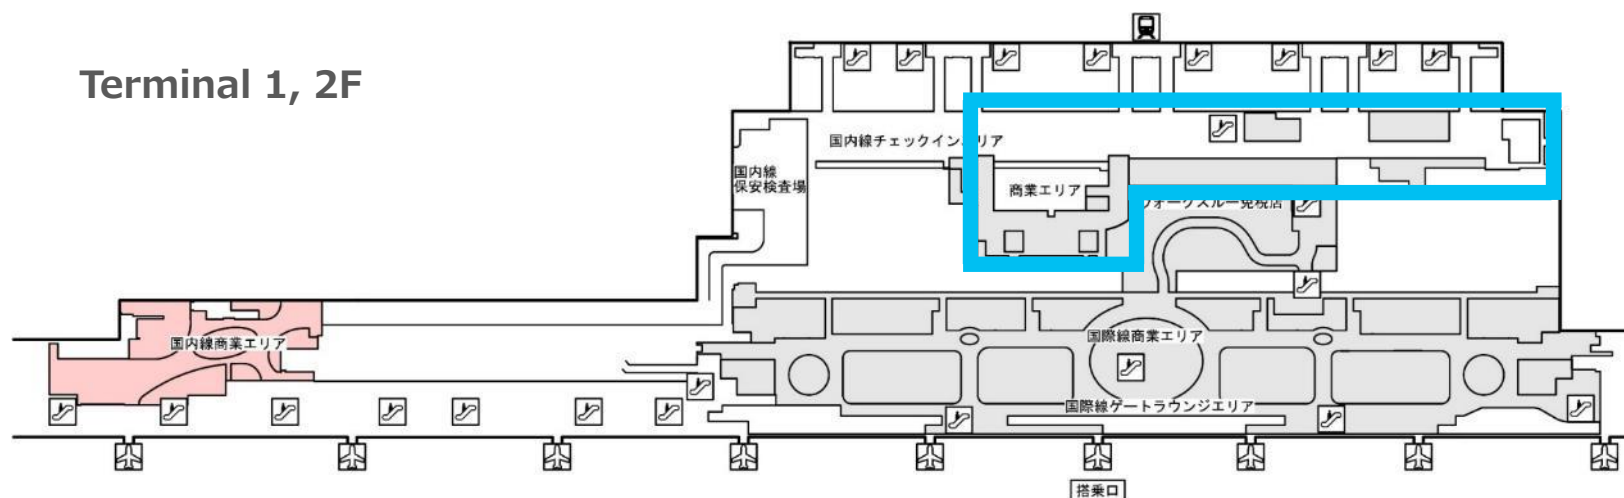 Terminal 1, 2F
国内線チェックインエリア
国内線
保安検査場
商業エリア
ウォークスルー免税店
国内線商業エリア
国際線商業エリア
国際線ゲートラウンジエリア
搭乗口